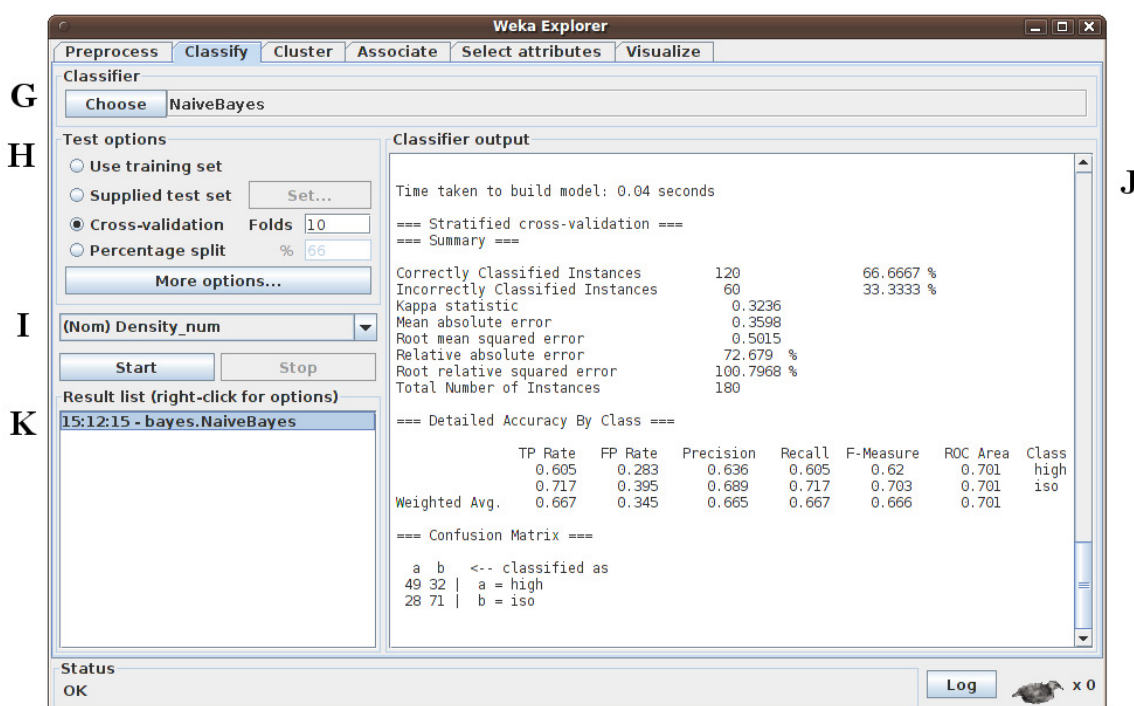 Weka Explorer
Preprocess Classify Cluster Associate Select attributes Visualize
Classifier
G
Choose NaiveBayes
H
Test options
Use training set
Supplied test set Set...
Cross-validation Folds 10
Percentage split % 66
More options...
I
(Nom) Density_num
Start Stop
Result list (right-click for options)
K
15:12:15 - bayes.NaiveBayes
Classifier output
J
Time taken to build model: 0.04 seconds
=== Stratified cross-validation ===
=== Summary ===
Correctly Classified Instances 120 66.6667 %
Incorrectly Classified Instances 60 33.3333 %
Kappa statistic 0.3236
Mean absolute error 0.3598
Root mean squared error 0.5015
Relative absolute error 72.679 %
Root relative squared error 100.7968 %
Total Number of Instances 180
=== Detailed Accuracy By Class ===
TP Rate FP Rate Precision Recall F-Measure ROC Area Class
0.605 0.283 0.636 0.605 0.62 0.701 high
0.717 0.395 0.689 0.717 0.703 0.701 iso
Weighted Avg. 0.667 0.345 0.665 0.667 0.666 0.701
=== Confusion Matrix ===
a b <-- classified as
49 32 | a = high
28 71 | b = iso
Status
OK
Log x 0